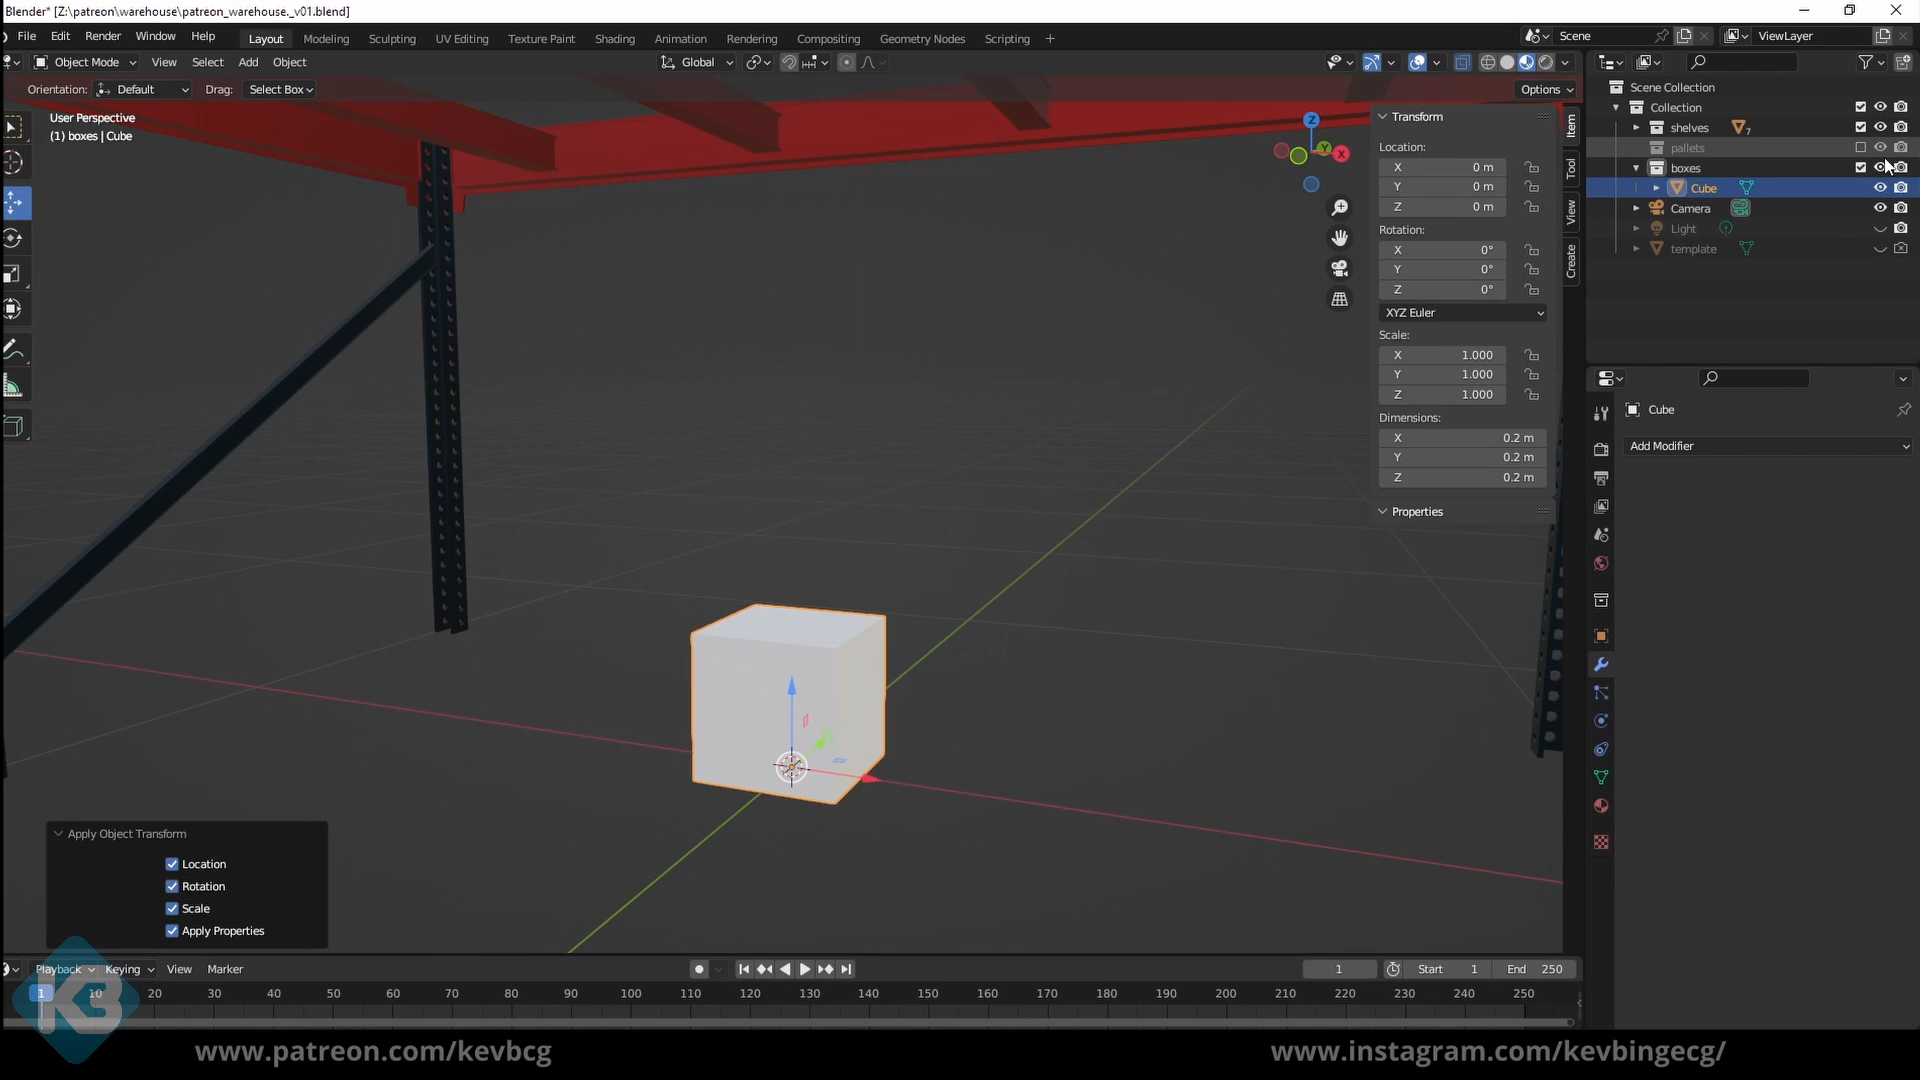 Blender* [Z:\patreon\warehouse\patreon_warehouse._v01.blend]
File Edit Render Window Help Layout Modeling Sculpting UV Editing Texture Paint Shading Animation Rendering Compositing Geometry Nodes Scripting + Scene ViewLayer
Object Mode View Select Add Object Global
Orientation: Default Drag: Select Box Options
User Perspective
(1) boxes | Cube
Z
Y
X
Transform
Location:
X 0 m
Y 0 m
Z 0 m
Rotation:
X 0°
Y 0°
Z 0°
XYZ Euler
Scale:
X 1.000
Y 1.000
Z 1.000
Dimensions:
X 0.2 m
Y 0.2 m
Z 0.2 m
Properties
Item
Tool
View
Create
Scene Collection
Collection
shelves 7
pallets
boxes
Cube
Camera
Light
template
Cube
Add Modifier
Apply Object Transform
Location
Rotation
Scale
Apply Properties
Playback Keying View Marker 1 Start 1 End 250
1 10 20 30 40 50 60 70 80 90 100 110 120 130 140 150 160 170 180 190 200 210 220 230 240 250
KB
www.patreon.com/kevbcg
www.instagram.com/kevbingecg/